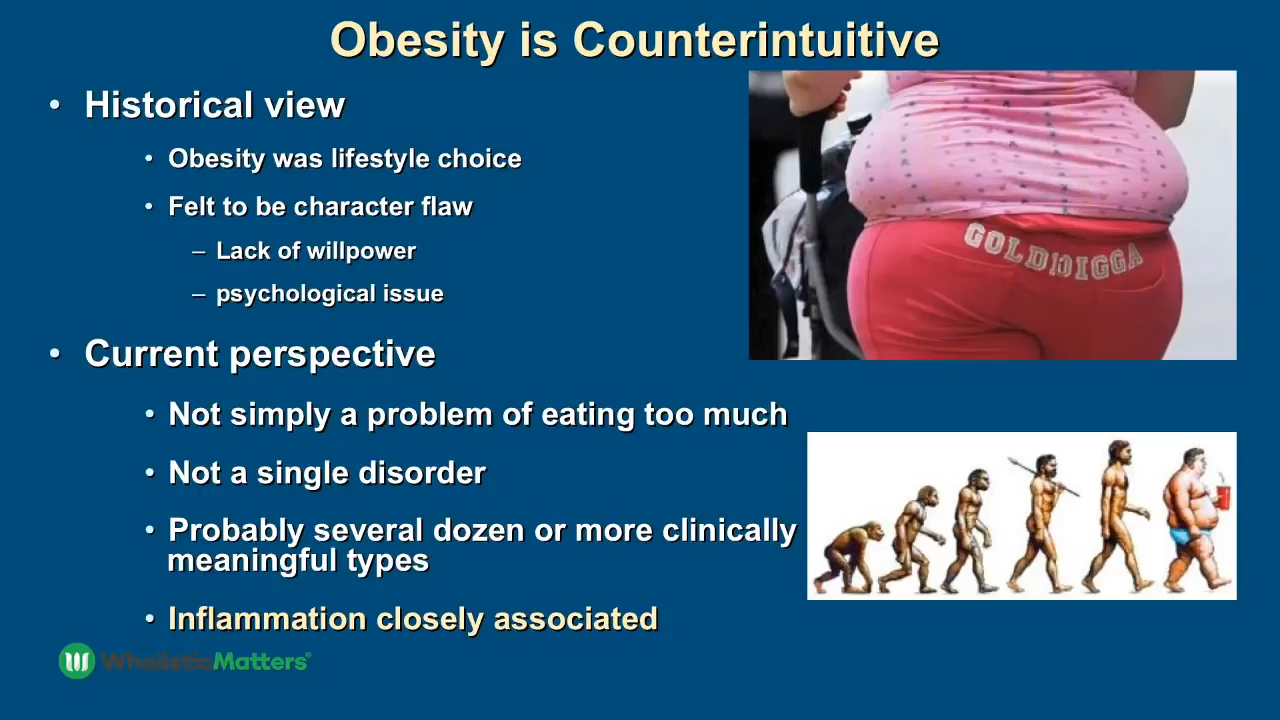 Obesity is Counterintuitive
• Historical view
• Obesity was lifestyle choice
• Felt to be character flaw
– Lack of willpower
– psychological issue
• Current perspective
• Not simply a problem of eating too much
• Not a single disorder
• Probably several dozen or more clinically
meaningful types
• Inflammation closely associated
GOLDDIGGA
WholisticMatters®